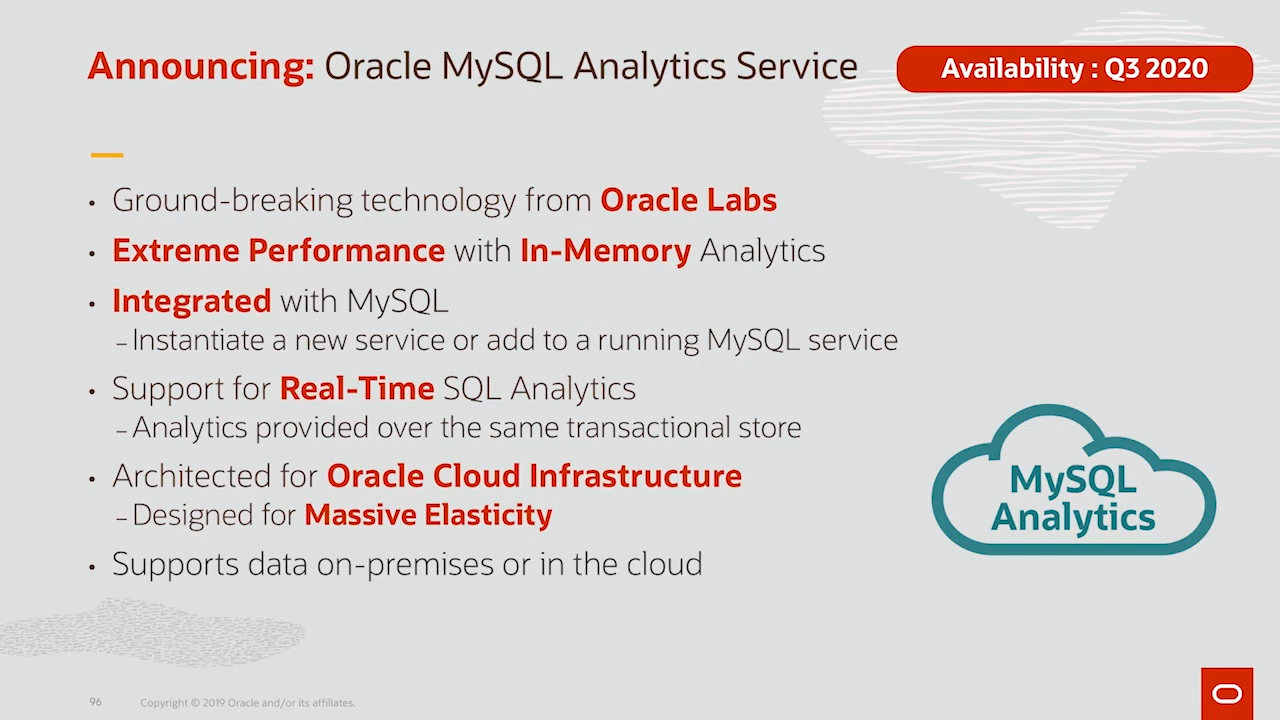 Announcing: Oracle MySQL Analytics Service
Availability : Q3 2020
• Ground-breaking technology from Oracle Labs
• Extreme Performance with In-Memory Analytics
• Integrated with MySQL
– Instantiate a new service or add to a running MySQL service
• Support for Real-Time SQL Analytics
– Analytics provided over the same transactional store
• Architected for Oracle Cloud Infrastructure
– Designed for Massive Elasticity
• Supports data on-premises or in the cloud
MySQL
Analytics
96 Copyright © 2019 Oracle and/or its affiliates.